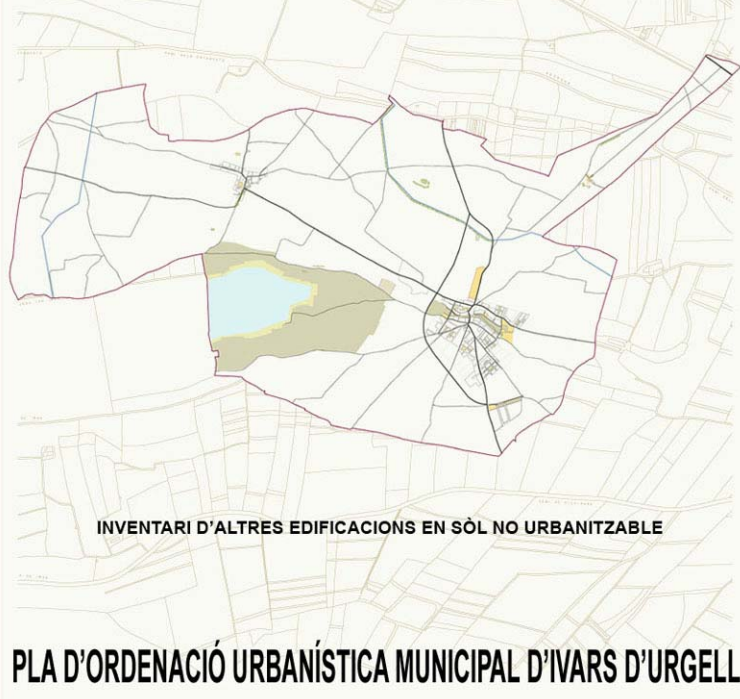 INVENTARI D'ALTRES EDIFICACIONS EN SÒL NO URBANITZABLE
PLA D'ORDENACIÓ URBANÍSTICA MUNICIPAL D'IVARS D'URGELL